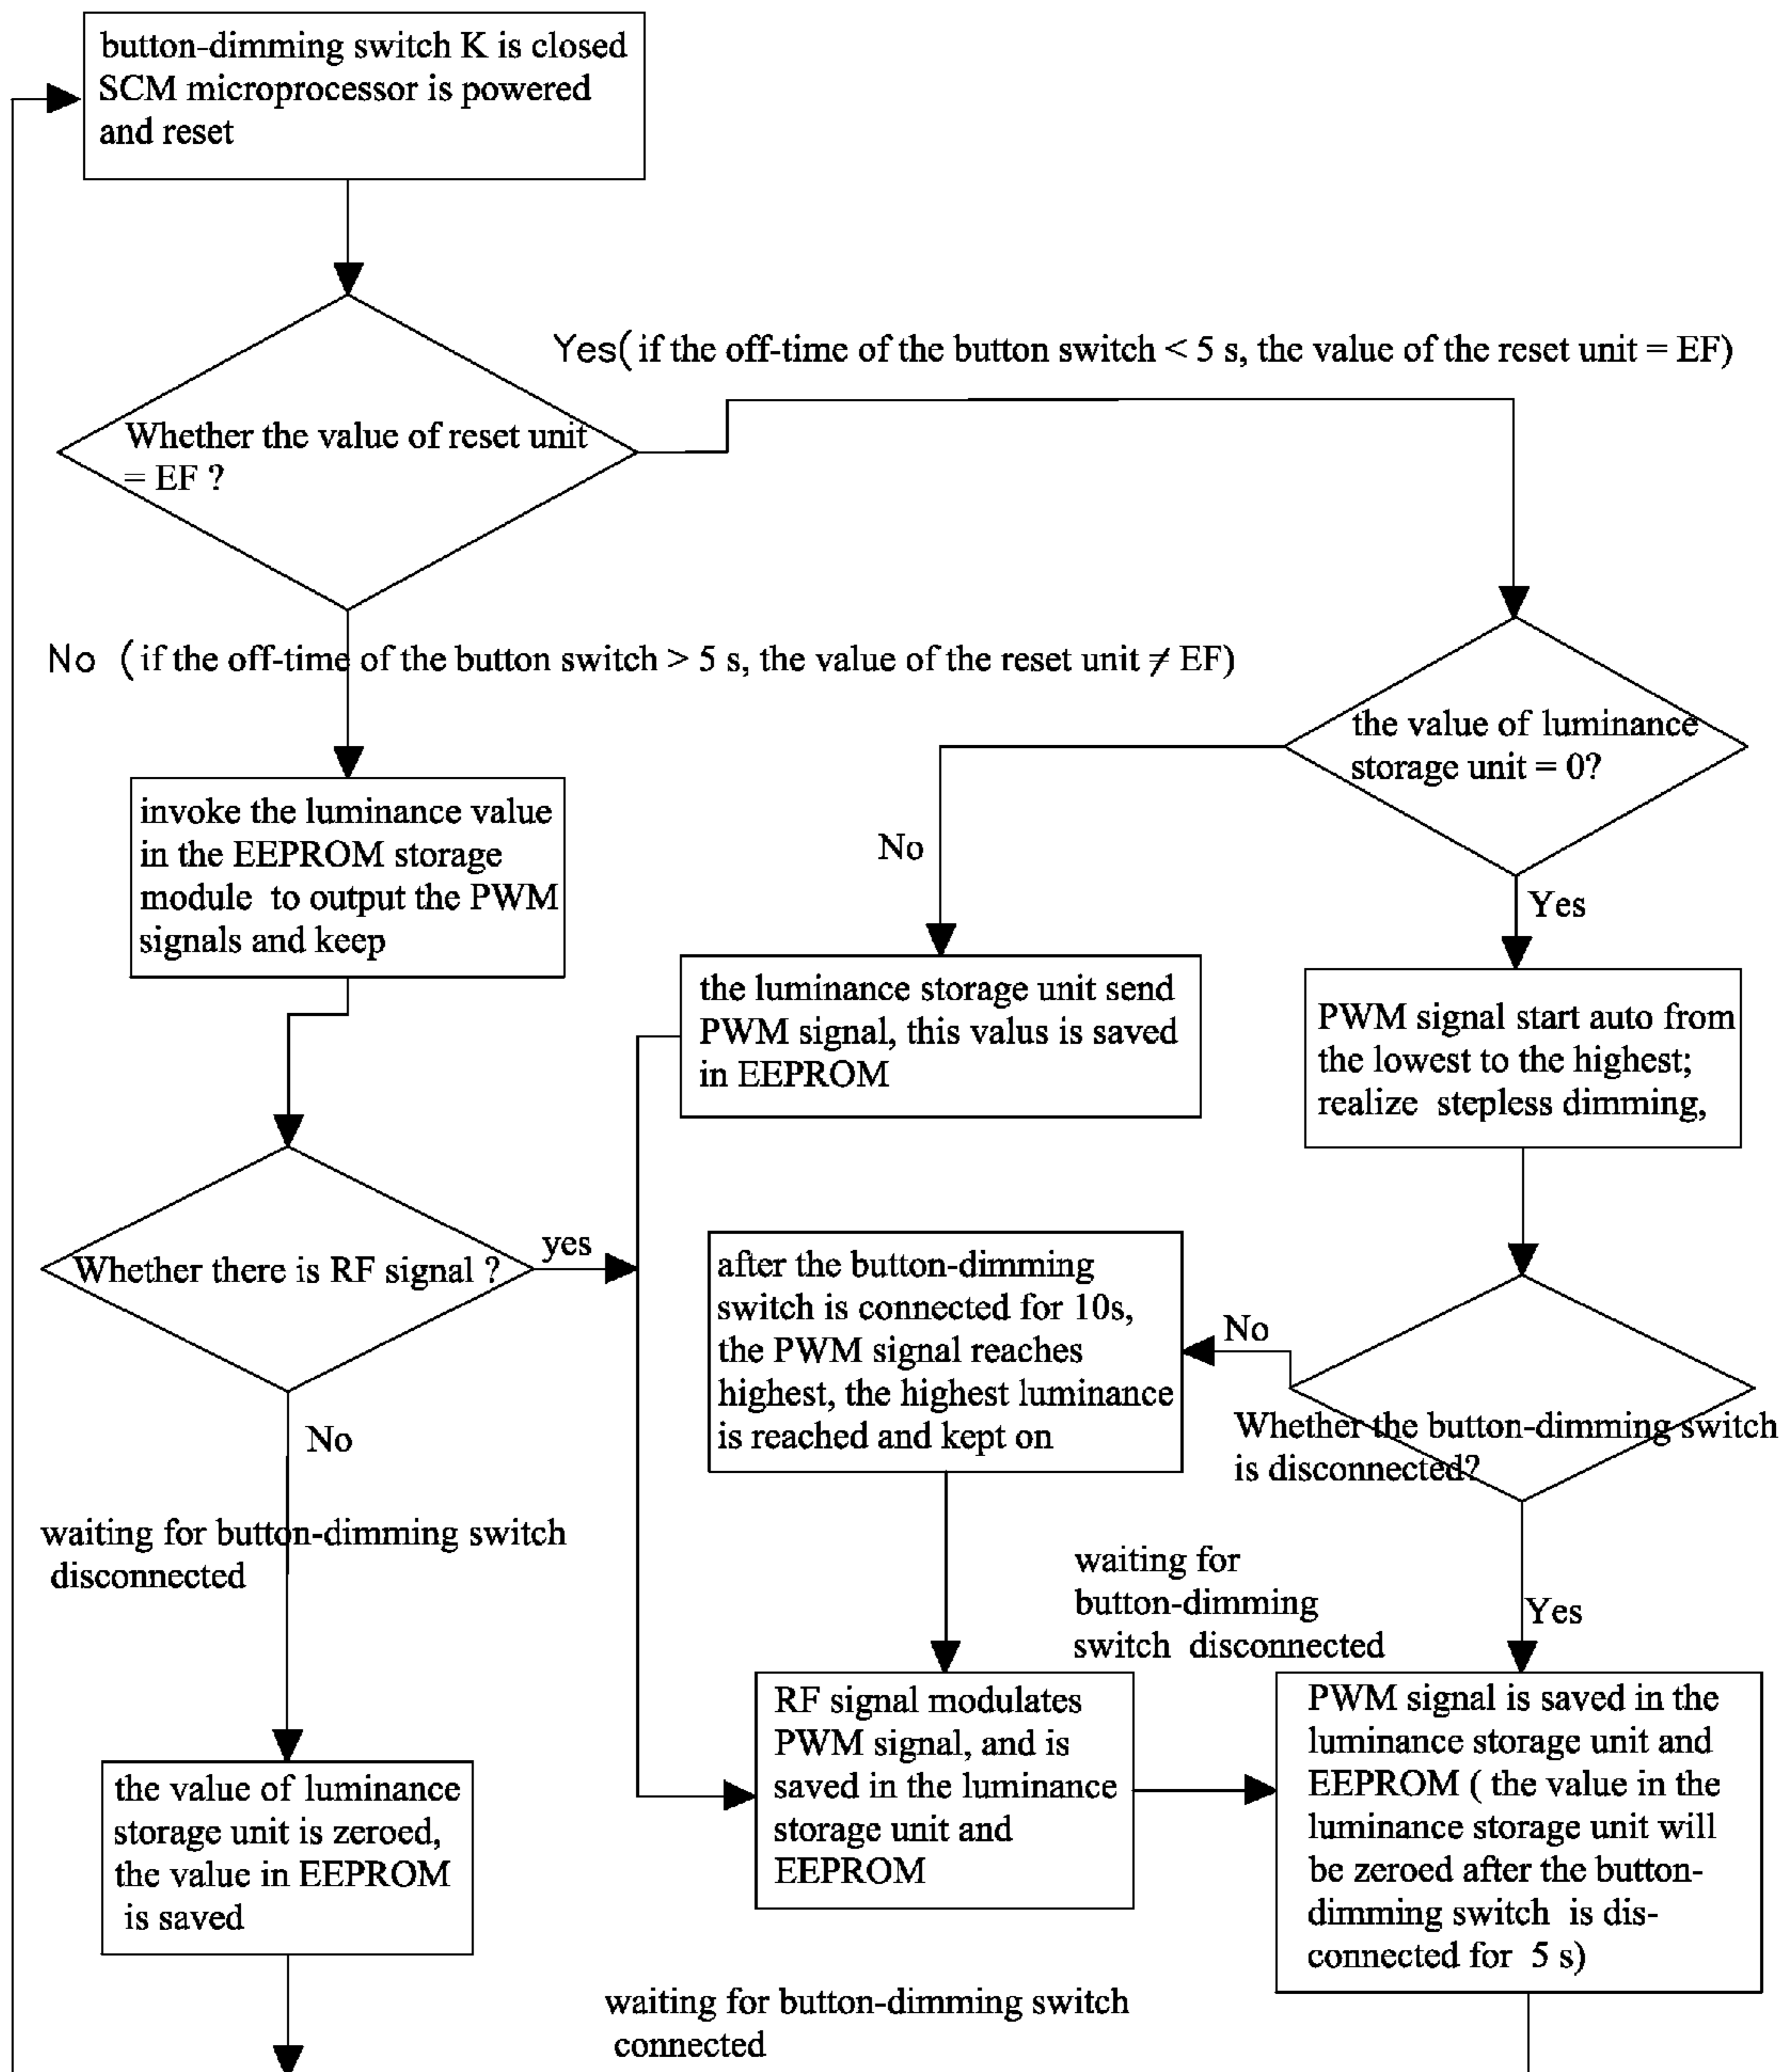 button-dimming switch K is closed
SCM microprocessor is powered
and reset
Yes(if the off-time of the button switch < 5 s, the value of the reset unit = EF)
Whether the value of reset unit
= EF ?
No (if the off-time of the button switch > 5 s, the value of the reset unit ≠ EF)
the value of luminance
storage unit = 0?
invoke the luminance value
in the EEPROM storage
module to output the PWM
signals and keep
No
Yes
the luminance storage unit send
PWM signal, this valus is saved
in EEPROM
PWM signal start auto from
the lowest to the highest;
realize stepless dimming,
Whether there is RF signal ?
yes
after the button-dimming
switch is connected for 10s,
the PWM signal reaches
highest, the highest luminance
is reached and kept on
No
Whether the button-dimming switch
is disconnected?
No
waiting for button-dimming switch
disconnected
waiting for
button-dimming
switch disconnected
Yes
RF signal modulates
PWM signal, and is
saved in the luminance
storage unit and
EEPROM
PWM signal is saved in the
luminance storage unit and
EEPROM ( the value in the
luminance storage unit will
be zeroed after the button-
dimming switch is dis-
connected for 5 s)
the value of luminance
storage unit is zeroed,
the value in EEPROM
is saved
waiting for button-dimming switch
connected